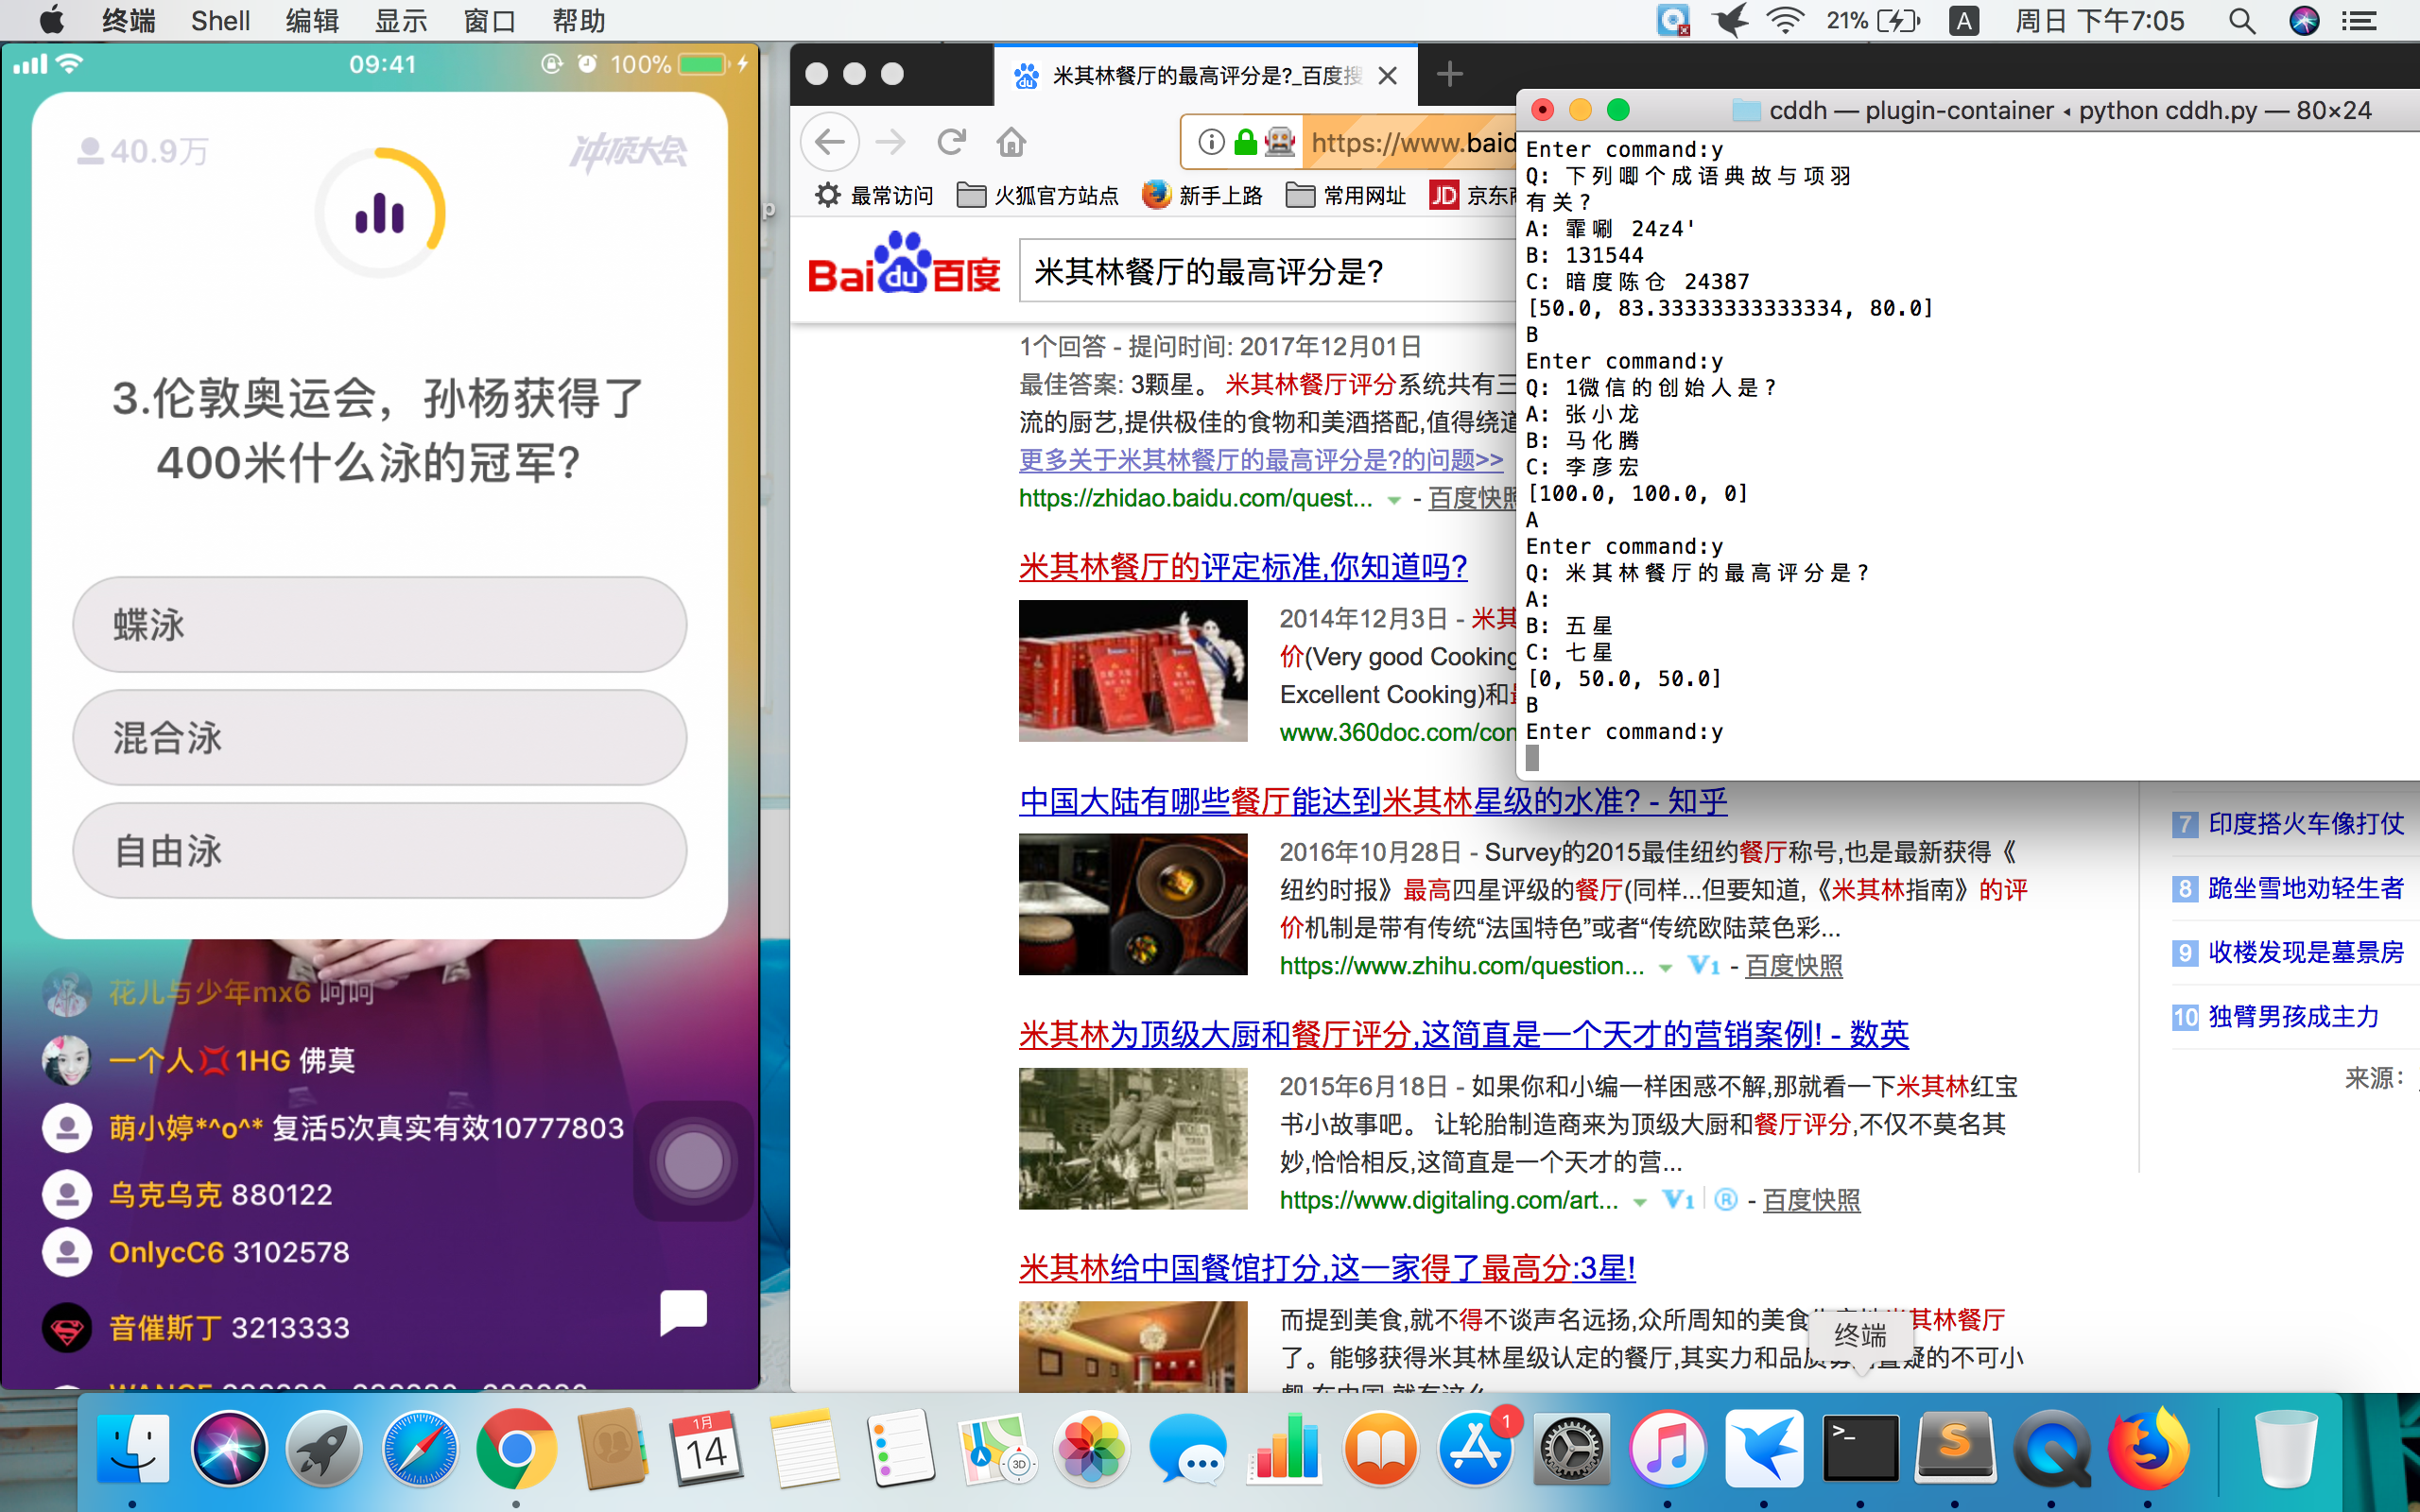 终端 Shell 编辑 显示 窗口 帮助
21% A 周日 下午7:05
09:41 100%
40.9万 冲顶大会
3.伦敦奥运会，孙杨获得了
400米什么泳的冠军?
蝶泳
混合泳
自由泳
花儿与少年mx6 呵呵
一个人💢1HG 佛莫
萌小婷*^o^* 复活5次真实有效10777803
乌克乌克 880122
OnlycC6 3102578
音催斯丁 3213333
p
米其林餐厅的最高评分是?_百度搜
https://www.baid
最常访问 火狐官方站点 新手上路 常用网址 JD 京东商
Bai du 百度 米其林餐厅的最高评分是?
1个回答 - 提问时间: 2017年12月01日
最佳答案: 3颗星。 米其林餐厅评分系统共有三
流的厨艺,提供极佳的食物和美酒搭配,值得绕道
更多关于米其林餐厅的最高评分是?的问题>>
https://zhidao.baidu.com/quest... - 百度快照
米其林餐厅的评定标准,你知道吗?
2014年12月3日 - 米其
价(Very good Cooking
Excellent Cooking)和
www.360doc.com/con
中国大陆有哪些餐厅能达到米其林星级的水准? - 知乎
2016年10月28日 - Survey的2015最佳纽约餐厅称号,也是最新获得《
纽约时报》最高四星评级的餐厅(同样...但要知道,《米其林指南》的评
价机制是带有传统“法国特色”或者“传统欧陆菜色彩...
https://www.zhihu.com/question... V1 - 百度快照
米其林为顶级大厨和餐厅评分,这简直是一个天才的营销案例! - 数英
2015年6月18日 - 如果你和小编一样困惑不解,那就看一下米其林红宝
书小故事吧。 让轮胎制造商来为顶级大厨和餐厅评分,不仅不莫名其
妙,恰恰相反,这简直是一个天才的营...
https://www.digitaling.com/art... V1 ® - 百度快照
米其林给中国餐馆打分,这一家得了最高分:3星!
而提到美食,就不得不谈声名远扬,众所周知的美食 其林餐厅
了。能够获得米其林星级认定的餐厅,其实力和品质 疑的不可小
终端
7 印度搭火车像打仗
8 跪坐雪地劝轻生者
9 收楼发现是墓景房
10 独臂男孩成主力
来源:
cddh — plugin-container ◂ python cddh.py — 80×24
Enter command:y
Q: 下列唧个成语典故与项羽
有关?
A: 霏唰 24z4'
B: 131544
C: 暗度陈仓 24387
[50.0, 83.33333333333334, 80.0]
B
Enter command:y
Q: 1微信的创始人是?
A: 张小龙
B: 马化腾
C: 李彦宏
[100.0, 100.0, 0]
A
Enter command:y
Q: 米其林餐厅的最高评分是?
A:
B: 五星
C: 七星
[0, 50.0, 50.0]
B
Enter command:y
1月
14
3D
1
>_
S